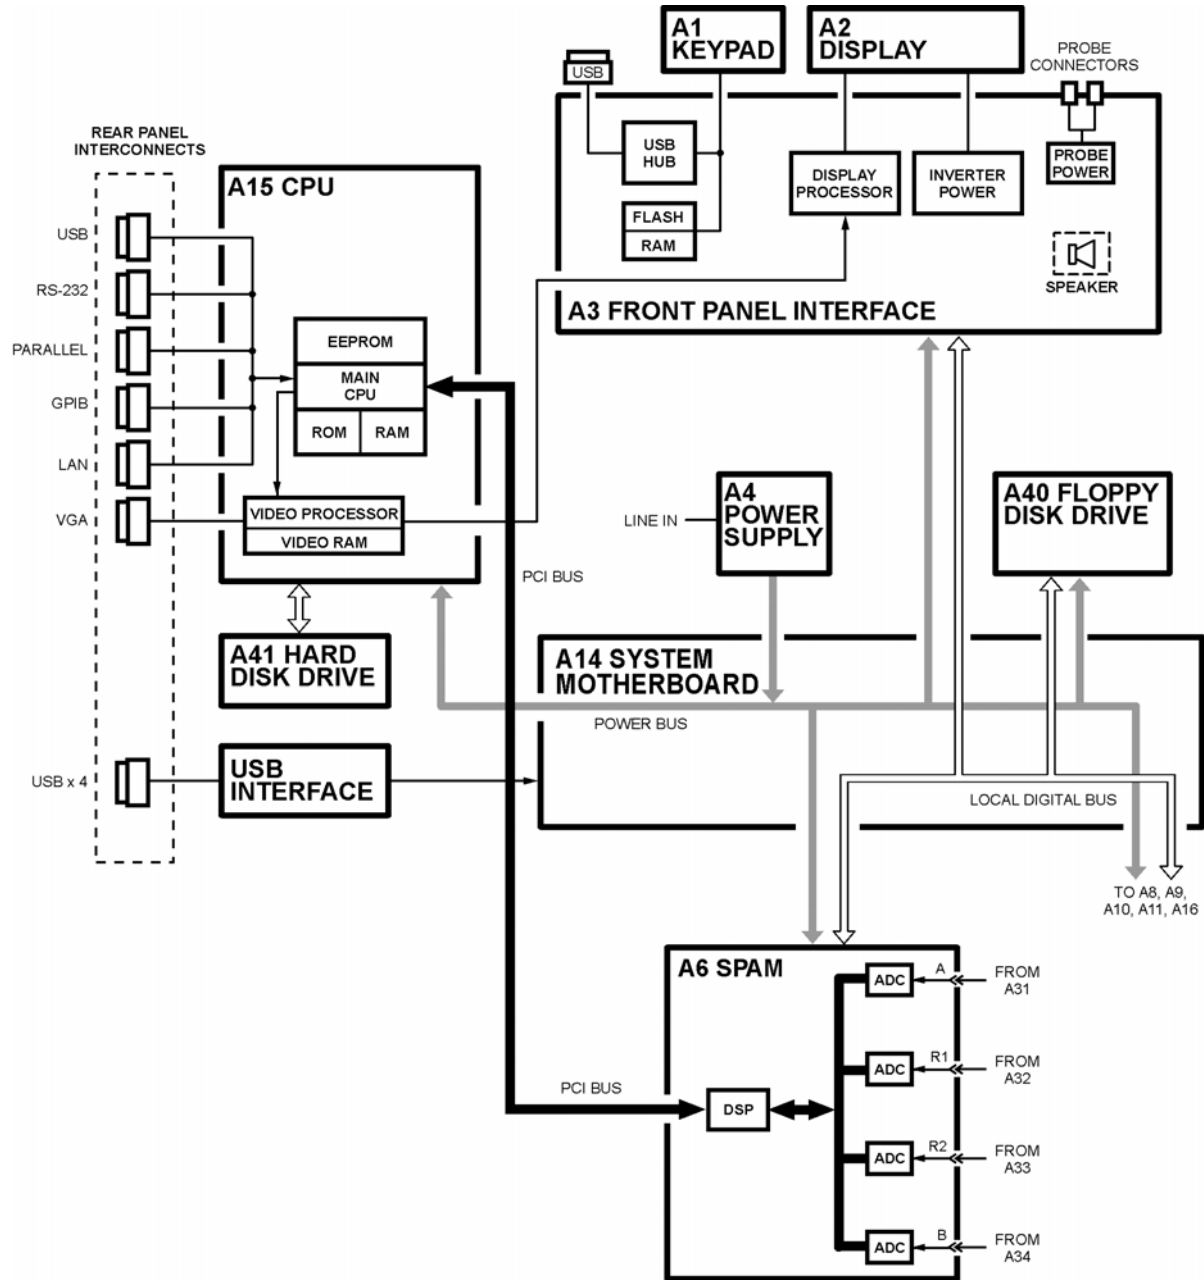 A1
KEYPAD
A2
DISPLAY
PROBE
CONNECTORS
USB
REAR PANEL
INTERCONNECTS
USB
HUB
DISPLAY
PROCESSOR
INVERTER
POWER
PROBE
POWER
FLASH
RAM
SPEAKER
A3 FRONT PANEL INTERFACE
A15 CPU
USB
RS-232
PARALLEL
GPIB
LAN
VGA
EEPROM
MAIN
CPU
ROM
RAM
VIDEO PROCESSOR
VIDEO RAM
PCI BUS
LINE IN
A4
POWER
SUPPLY
A40 FLOPPY
DISK DRIVE
A41 HARD
DISK DRIVE
A14 SYSTEM
MOTHERBOARD
POWER BUS
USB x 4
USB
INTERFACE
LOCAL DIGITAL BUS
TO A8, A9,
A10, A11, A16
A6 SPAM
ADC
A
FROM
A31
ADC
R1
FROM
A32
PCI BUS
DSP
ADC
R2
FROM
A33
ADC
B
FROM
A34